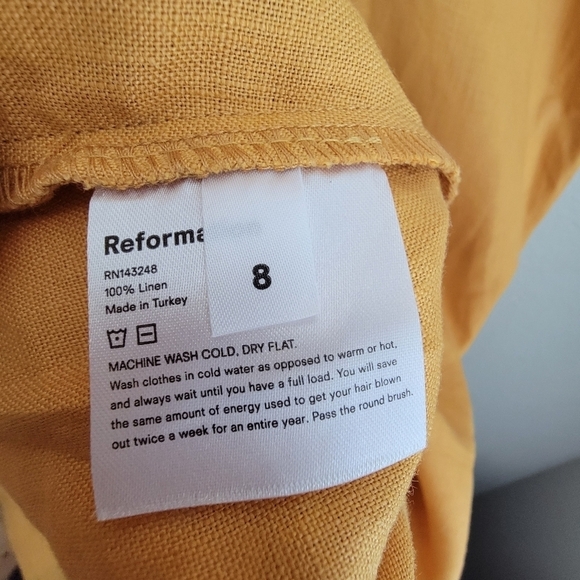 Reforma
8
RN143248
100% Linen
Made in Turkey
MACHINE WASH COLD, DRY FLAT.
Wash clothes in cold water as opposed to warm or hot,
and always wait until you have a full load. You will save
the same amount of energy used to get your hair blown
out twice a week for an entire year. Pass the round brush.